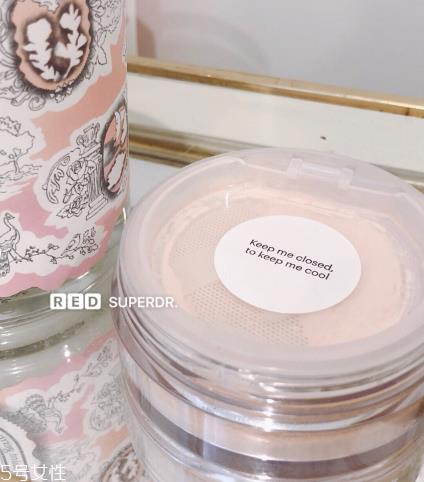 Keep me closed,
to keep me cool
RED SUPERDR.
5号女性